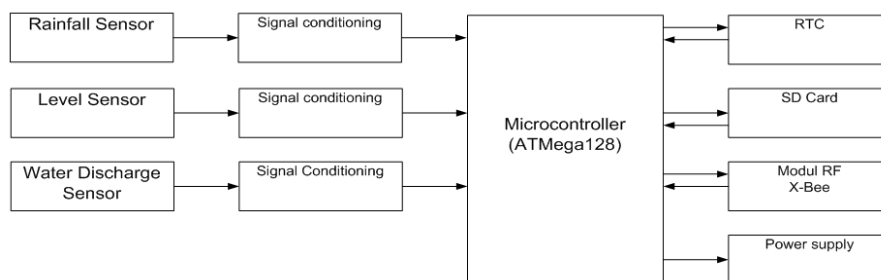 Rainfall Sensor
Signal conditioning
RTC
Level Sensor
Signal conditioning
SD Card
Microcontroller
(ATMega128)
Water Discharge
Sensor
Signal Conditioning
Modul RF
X-Bee
Power supply